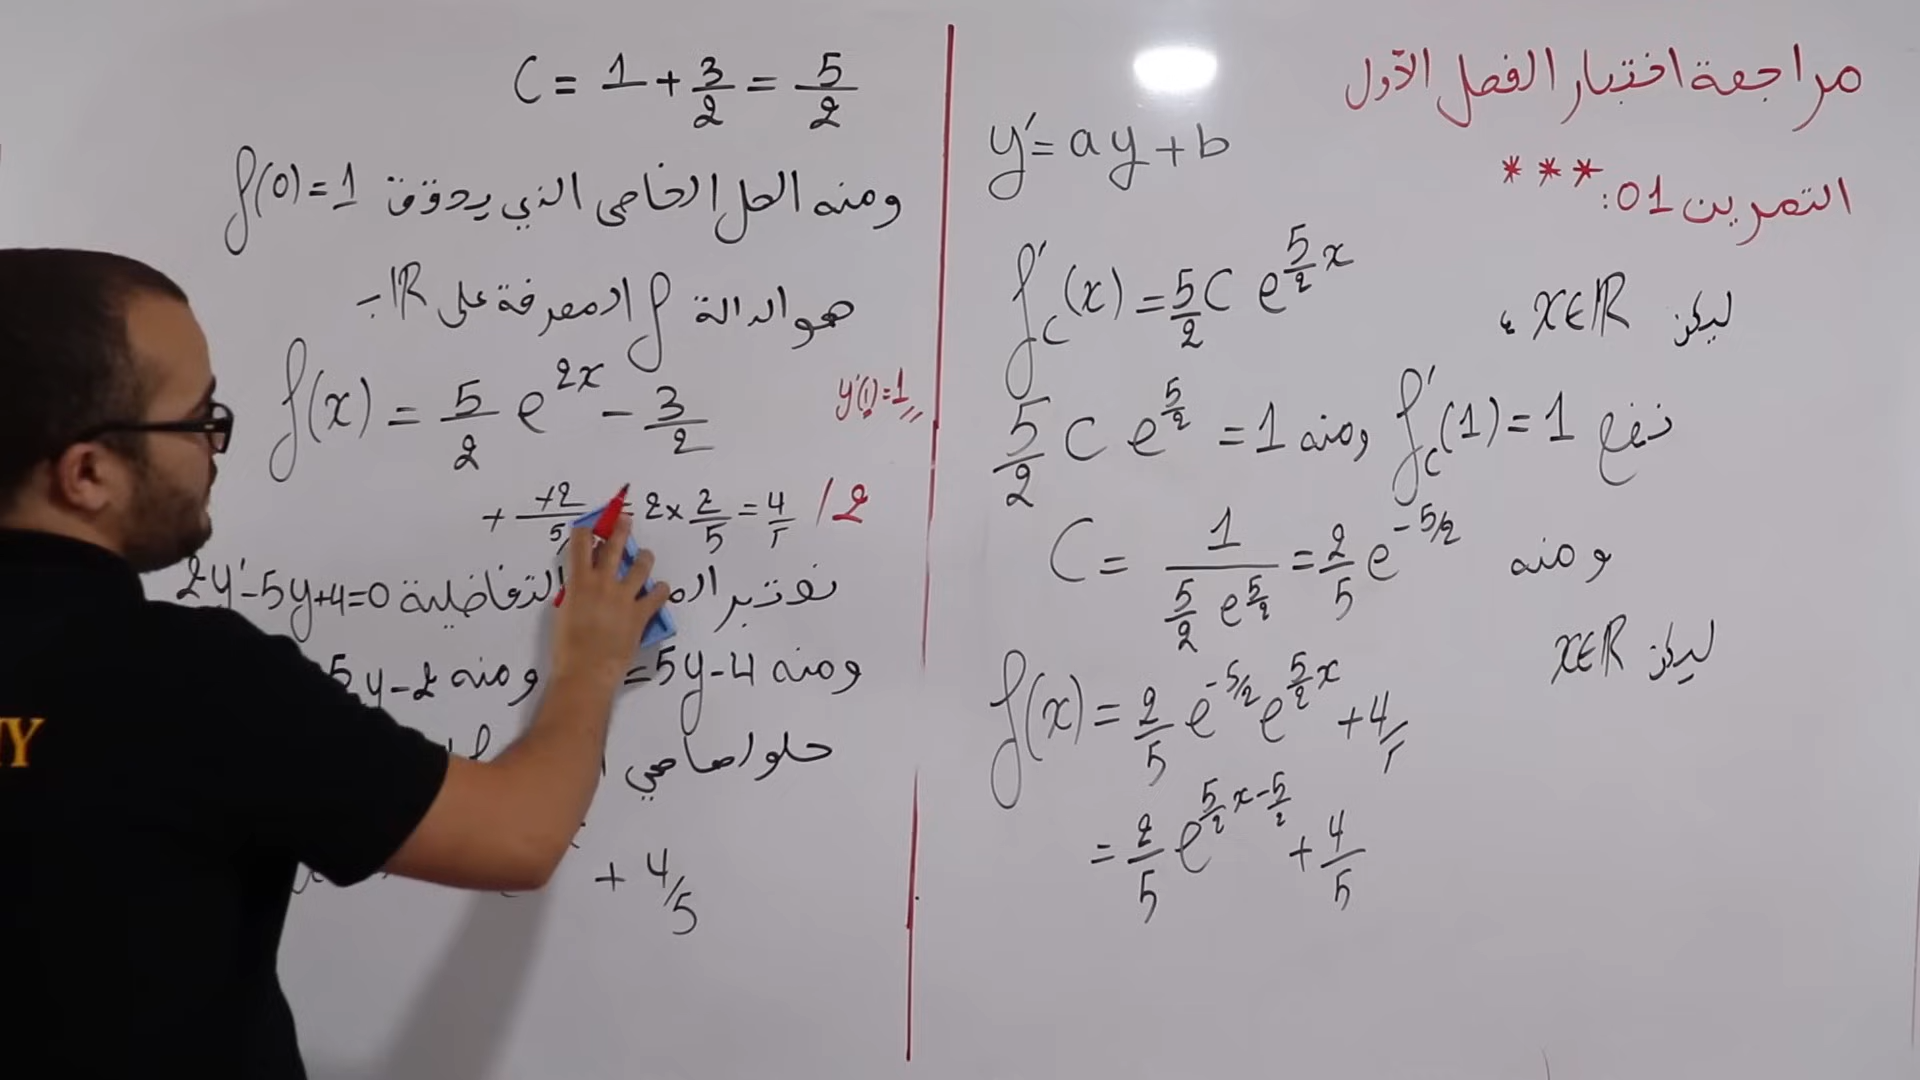 مراجعة اختبار الفصل الأول
التمرين 01: ***
y' = ay + b
f'_c(x) = 5/2 C e^{5/2 x}
ليكن x∈ℝ،
نضع f'_c(1) = 1 ومنه 5/2 C e^{5/2} = 1
ومنه C = 1/(5/2 e^{5/2}) = 2/5 e^{-5/2}
ليكن x∈ℝ
f(x) = 2/5 e^{-5/2} e^{5/2 x} + 4/5
= 2/5 e^{5/2 x - 5/2} + 4/5
C = 1 + 3/2 = 5/2
ومنه الحل الخاص الذي يحقق f(0) = 1
هو الدالة f المعرفة على ℝ بـ
f(x) = 5/2 e^{2x} - 3/2
y'(1) = 1
+ +2/5 = 2 × 2/5 = 4/5
2/
نعتبر التفاضلية 2y' - 5y + 4 = 0
ومنه = 5y - 4 ومنه 5y - 2
حلولها هي
+ 4/5